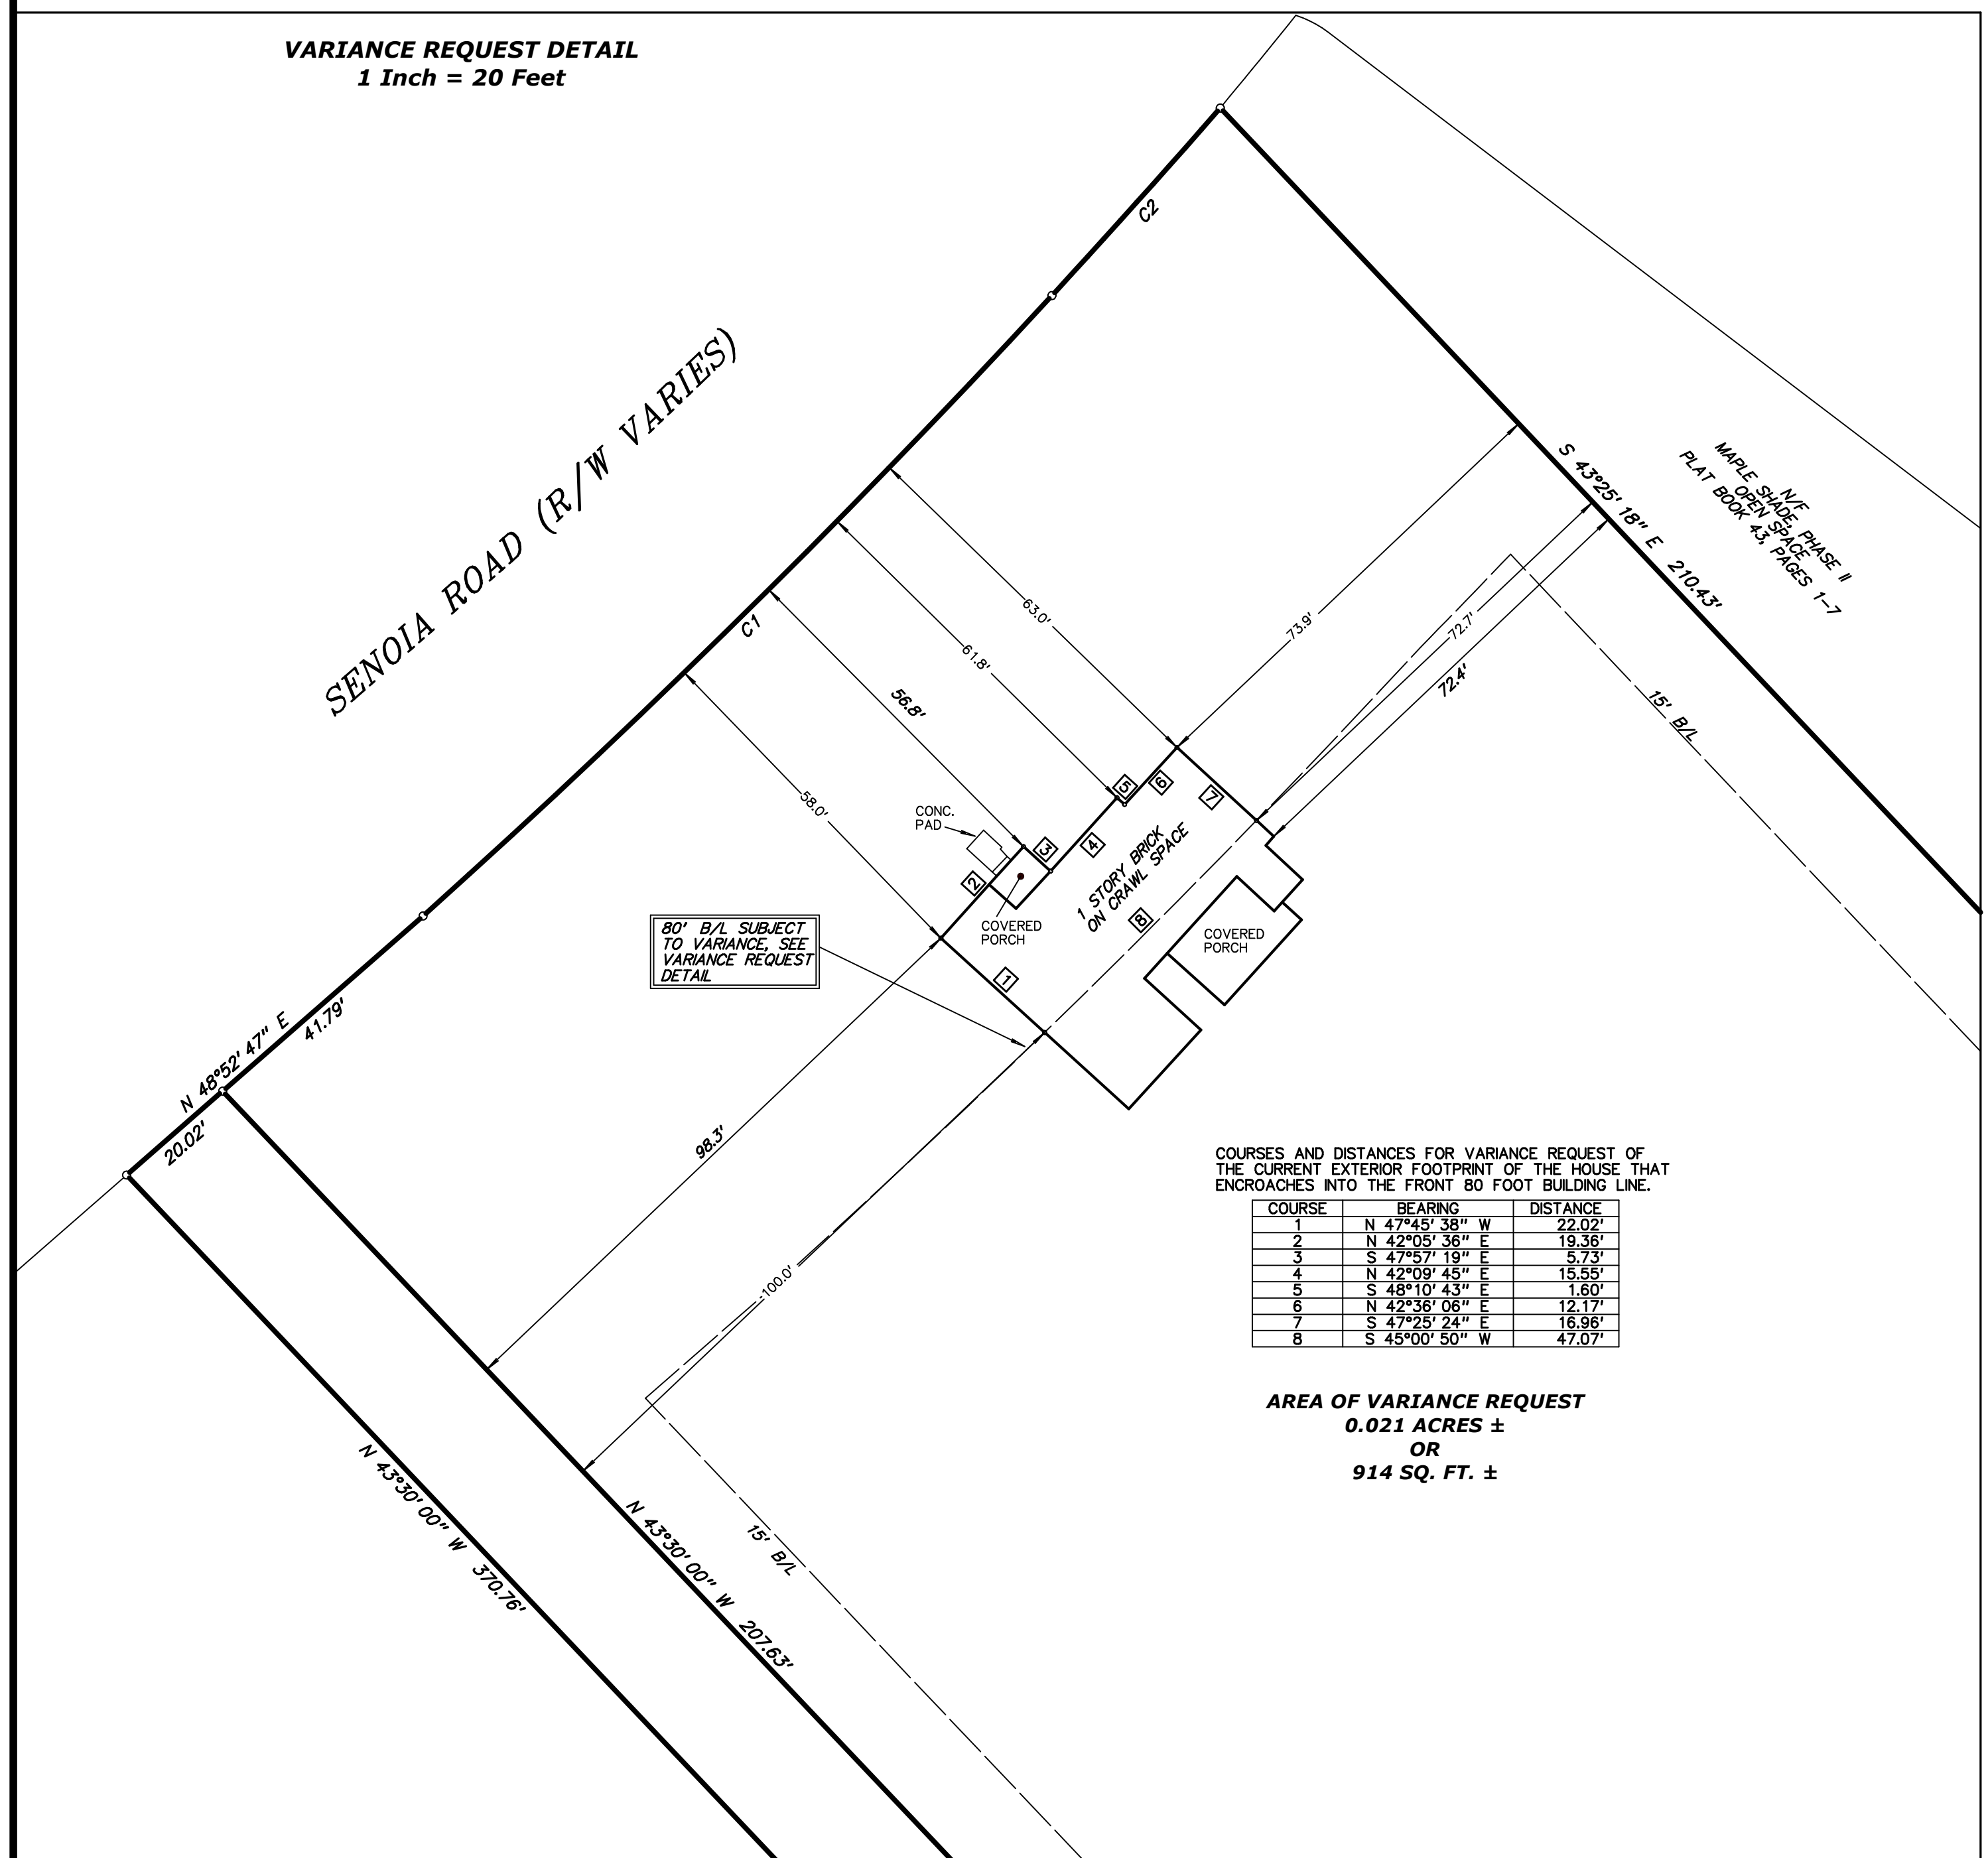 VARIANCE REQUEST DETAIL
1 Inch = 20 Feet
SENOIA ROAD (R/W VARIES)
C2
C1
S 43°25'18" E 210.43'
N/F
MAPLE SHADE, PHASE II
OPEN SPACE
PLAT BOOK 43, PAGES 1-7
63.0'
61.8'
56.8'
58.0'
73.9'
72.7'
72.4'
15' B/L
CONC.
PAD
5
6
7
3
4
2
8
1
1 STORY BRICK
ON CRAWL SPACE
COVERED
PORCH
COVERED
PORCH
80' B/L SUBJECT
TO VARIANCE, SEE
VARIANCE REQUEST
DETAIL
N 48°52'47" E
41.79'
20.02'
98.3'
100.0'
N 43°30'00" W 370.76'
N 43°30'00" W 207.63'
15' B/L
COURSES AND DISTANCES FOR VARIANCE REQUEST OF
THE CURRENT EXTERIOR FOOTPRINT OF THE HOUSE THAT
ENCROACHES INTO THE FRONT 80 FOOT BUILDING LINE.
COURSE BEARING DISTANCE
1 N 47°45'38" W 22.02'
2 N 42°05'36" E 19.36'
3 S 47°57'19" E 5.73'
4 N 42°09'45" E 15.55'
5 S 48°10'43" E 1.60'
6 N 42°36'06" E 12.17'
7 S 47°25'24" E 16.96'
8 S 45°00'50" W 47.07'
AREA OF VARIANCE REQUEST
0.021 ACRES ±
OR
914 SQ. FT. ±